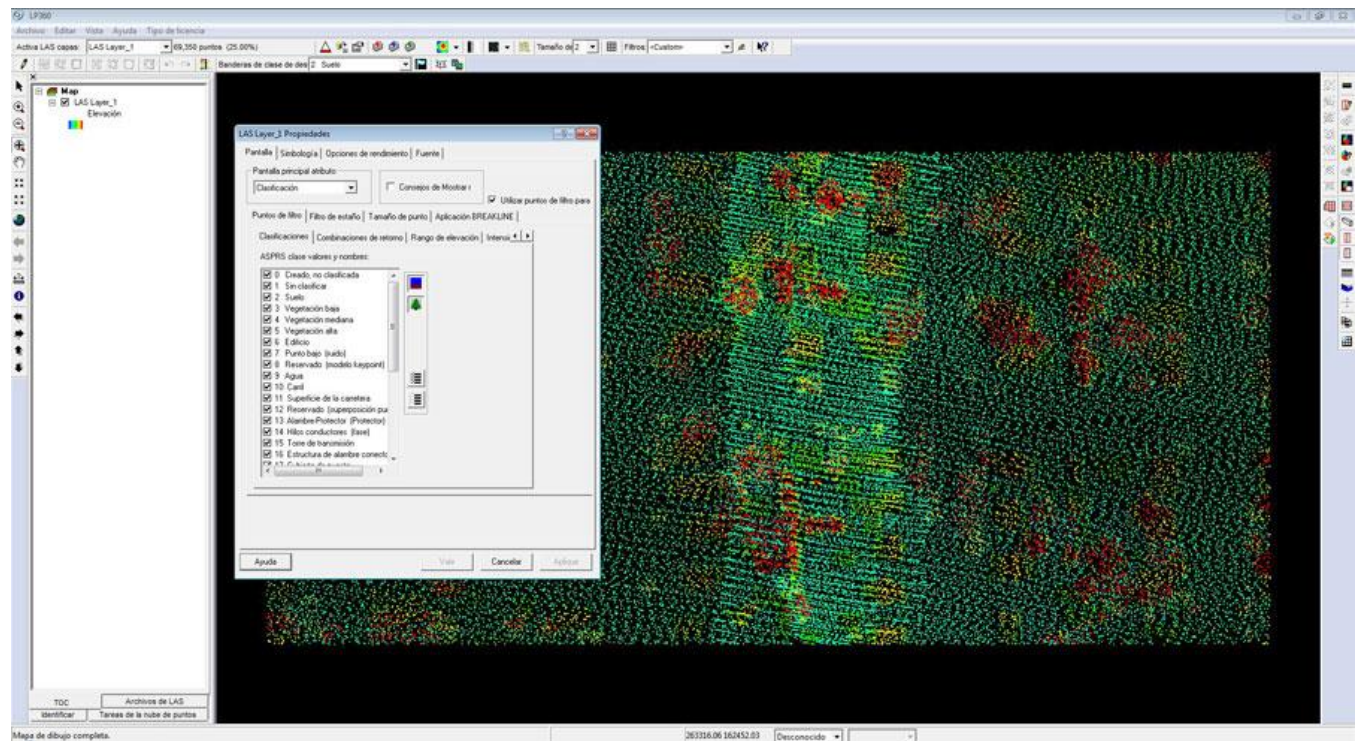 LP360
Archivo Editar Vista Ayuda Tipo de licencia
Activa LAS capas: LAS Layer_1 69,350 puntos (25.00%) Tamaño de 2 Filtros <Custom>
Banderas de clase de des 2 Suelo
Map
LAS Layer_1
Elevación
LAS Layer_1 Propiedades
Pantalla Simbología Opciones de rendimiento Fuente
Pantalla principal atributo:
Clasificación
Consejos de Mostrar r
Utilizar puntos de filtro para
Puntos de filtro Filtro de estaño Tamaño de punto Aplicación BREAKLINE
Clasificaciones Combinaciones de retorno Rango de elevación Intensi
ASPRS clase valores y nombres:
0 Creado, no clasificada
1 Sin clasificar
2 Suelo
3 Vegetación baja
4 Vegetación mediana
5 Vegetación alta
6 Edificio
7 Punto bajo (ruido)
8 Reservado (modelo keypoint)
9 Agua
10 Carril
11 Superficie de la carretera
12 Reservado (superposición pu
13 Alambre-Protector (Protector)
14 Hilos conductores (fase)
15 Torre de transmisión
16 Estructura de alambre conecto
17 Cubierta de puente
Ayuda Vale Cancelar Aplicar
TOC Archivos de LAS
Identificar Tareas de la nube de puntos
Mapa de dibujo completa. 263316.06 162452.03 Desconocido